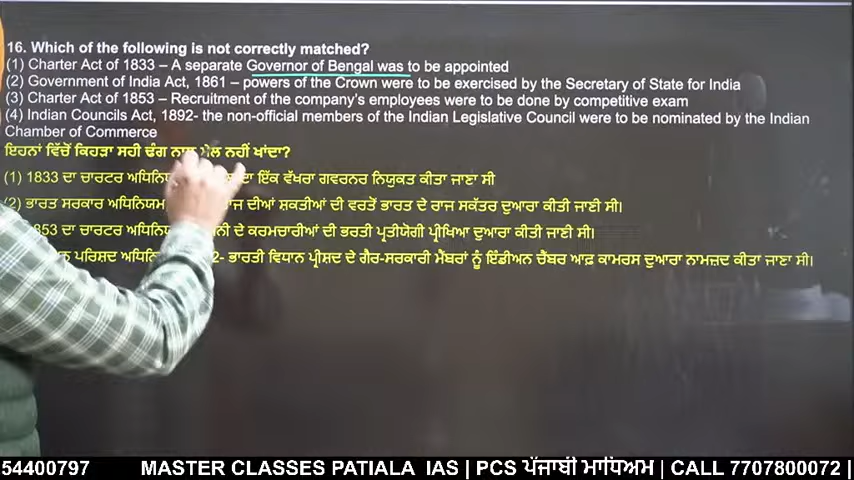 16. Which of the following is not correctly matched?
(1) Charter Act of 1833 – A separate Governor of Bengal was to be appointed
(2) Government of India Act, 1861 – powers of the Crown were to be exercised by the Secretary of State for India
(3) Charter Act of 1853 – Recruitment of the company's employees were to be done by competitive exam
(4) Indian Councils Act, 1892- the non-official members of the Indian Legislative Council were to be nominated by the Indian
Chamber of Commerce
ਇਹਨਾਂ ਵਿੱਚੋਂ ਕਿਹੜਾ ਸਹੀ ਢੰਗ ਨਾਲ ਮੇਲ ਨਹੀਂ ਖਾਂਦਾ?
(1) 1833 ਦਾ ਚਾਰਟਰ ਦਾ ਇੱਕ ਵੱਖਰਾ ਗਵਰਨਰ ਨਿਯੁਕਤ ਕੀਤਾ ਜਾਣਾ ਸੀ
(2) ਭਾਰਤ ਸਰਕਾਰ ਅਧਿਨਿਯਮ ਦੀਆਂ ਸ਼ਕਤੀਆਂ ਦੀ ਵਰਤੋਂ ਭਾਰਤ ਦੇ ਰਾਜ ਸਕੱਤਰ ਦੁਆਰਾ ਕੀਤੀ ਜਾਣੀ ਸੀ।
ਦਾ ਚਾਰਟਰ ਦੇ ਕਰਮਚਾਰੀਆਂ ਦੀ ਭਰਤੀ ਪ੍ਰਤੀਯੋਗੀ ਪ੍ਰੀਖਿਆ ਦੁਆਰਾ ਕੀਤੀ ਜਾਣੀ ਸੀ।
ਪਰਿਸ਼ਦ ਭਾਰਤੀ ਵਿਧਾਨ ਪ੍ਰੀਸ਼ਦ ਦੇ ਗੈਰ-ਸਰਕਾਰੀ ਮੈਂਬਰਾਂ ਨੂੰ ਇੰਡੀਅਨ ਚੈਂਬਰ ਆਫ਼ ਕਾਮਰਸ ਦੁਆਰਾ ਨਾਮਜ਼ਦ ਕੀਤਾ ਜਾਣਾ ਸੀ।
54400797 MASTER CLASSES PATIALA IAS | PCS ਪੰਜਾਬੀ ਮਾਧਿਅਮ | CALL 7707800072 |